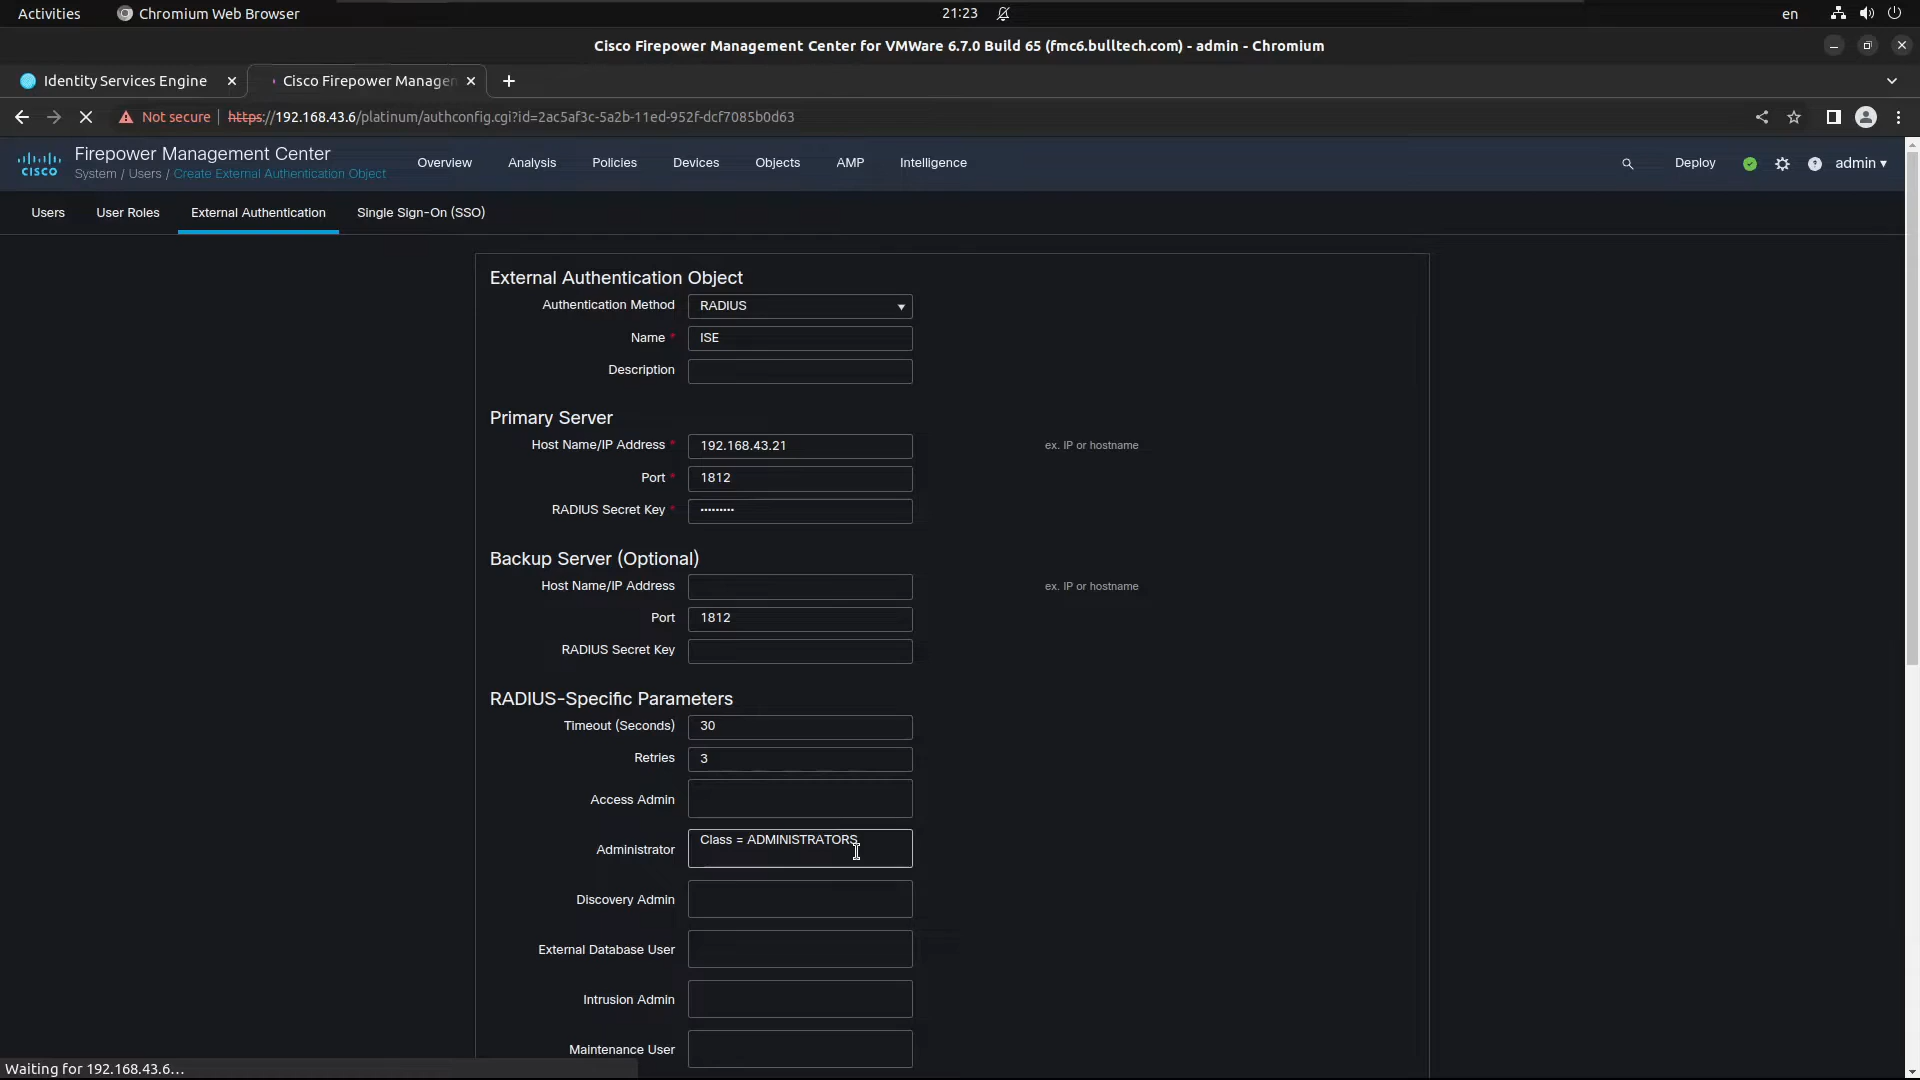 Activities
Chromium Web Browser
21:23
en
Cisco Firepower Management Center for VMWare 6.7.0 Build 65 (fmc6.bulltech.com) - admin - Chromium
Identity Services Engine
Cisco Firepower Managen
Not secure
https://192.168.43.6/platinum/authconfig.cgi?id=2ac5af3c-5a2b-11ed-952f-dcf7085b0d63
CISCO
Firepower Management Center
System / Users / Create External Authentication Object
Overview
Analysis
Policies
Devices
Objects
AMP
Intelligence
Deploy
admin
Users
User Roles
External Authentication
Single Sign-On (SSO)
External Authentication Object
Authentication Method
RADIUS
Name *
ISE
Description
Primary Server
Host Name/IP Address *
192.168.43.21
ex. IP or hostname
Port *
1812
RADIUS Secret Key *
•••••••••
Backup Server (Optional)
Host Name/IP Address
ex. IP or hostname
Port
1812
RADIUS Secret Key
RADIUS-Specific Parameters
Timeout (Seconds)
30
Retries
3
Access Admin
Administrator
Class = ADMINISTRATORS
Discovery Admin
External Database User
Intrusion Admin
Maintenance User
Waiting for 192.168.43.6...